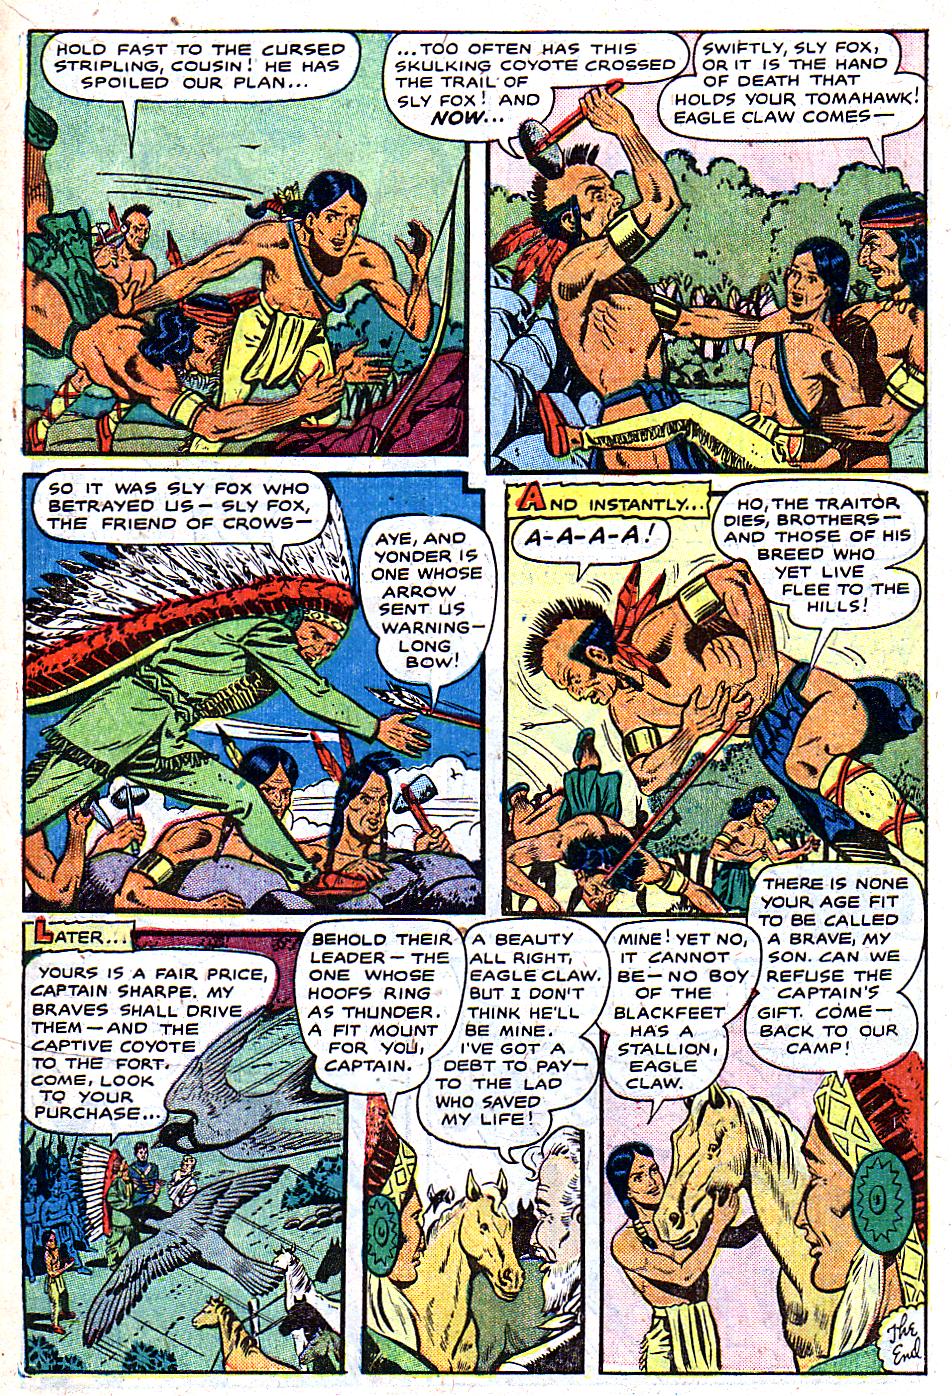 HOLD FAST TO THE CURSED
STRIPLING, COUSIN! HE HAS
SPOILED OUR PLAN...
...TOO OFTEN HAS THIS
SKULKING COYOTE CROSSED
THE TRAIL OF
SLY FOX! AND
NOW...
SWIFTLY, SLY FOX,
OR IT IS THE HAND
OF DEATH THAT
HOLDS YOUR TOMAHAWK!
EAGLE CLAW COMES—
SO IT WAS SLY FOX WHO
BETRAYED US — SLY FOX,
THE FRIEND OF CROWS—
AYE, AND
YONDER IS
ONE WHOSE
ARROW
SENT US
WARNING—
LONG
BOW!
AND INSTANTLY...
A-A-A-A!
HO, THE TRAITOR
DIES, BROTHERS—
AND THOSE OF HIS
BREED WHO
YET LIVE
FLEE TO THE
HILLS!
LATER...
YOURS IS A FAIR PRICE,
CAPTAIN SHARPE. MY
BRAVES SHALL DRIVE
THEM — AND THE
CAPTIVE COYOTE
TO THE FORT.
COME, LOOK
TO YOUR
PURCHASE...
BEHOLD THEIR
LEADER — THE
ONE WHOSE
HOOFS RING
AS THUNDER.
A FIT MOUNT
FOR YOU,
CAPTAIN.
A BEAUTY
ALL RIGHT,
EAGLE CLAW.
BUT I DON'T
THINK HE'LL
BE MINE.
I'VE GOT A
DEBT TO PAY—
TO THE LAD
WHO SAVED
MY LIFE!
MINE! YET NO,
IT CANNOT
BE — NO BOY
OF THE
BLACKFEET
HAS A
STALLION,
EAGLE
CLAW.
THERE IS NONE
YOUR AGE FIT
TO BE CALLED
A BRAVE, MY
SON. CAN WE
REFUSE THE
CAPTAIN'S
GIFT. COME—
BACK TO OUR
CAMP!
The
End